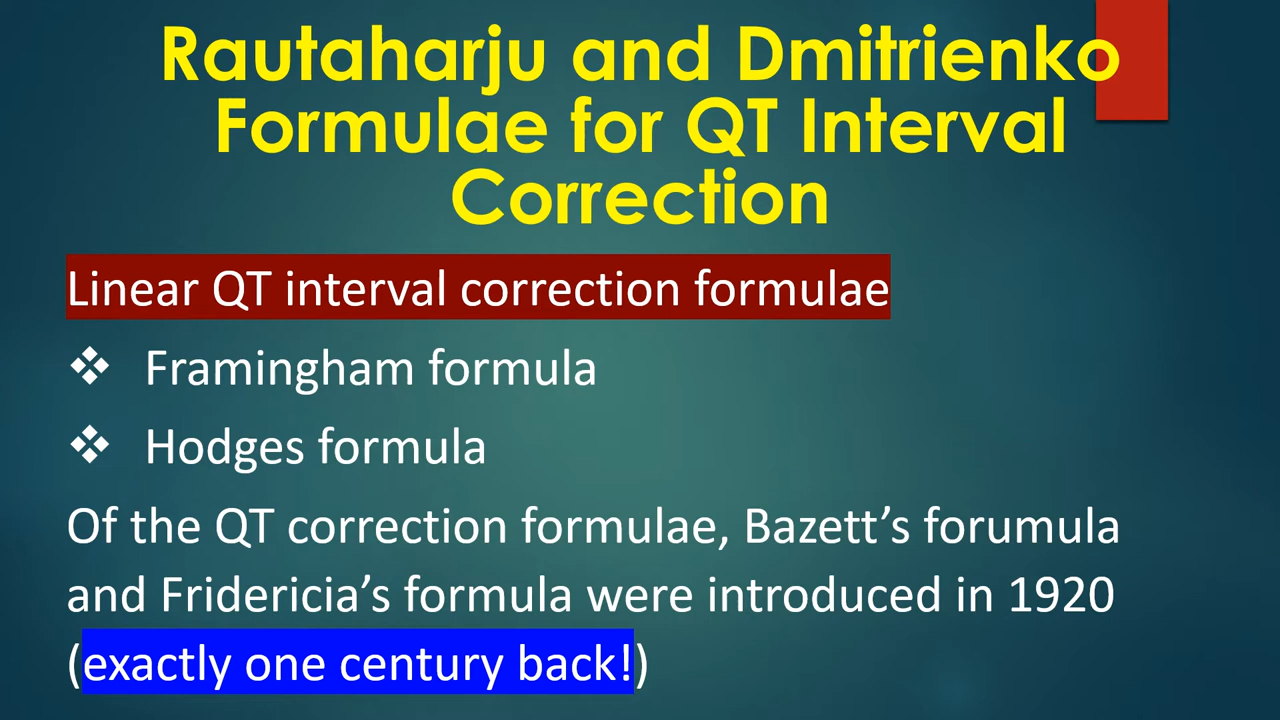 Rautaharju and Dmitrienko
Formulae for QT Interval
Correction
Linear QT interval correction formulae
❖ Framingham formula
❖ Hodges formula
Of the QT correction formulae, Bazett’s forumula
and Fridericia’s formula were introduced in 1920
(exactly one century back!)